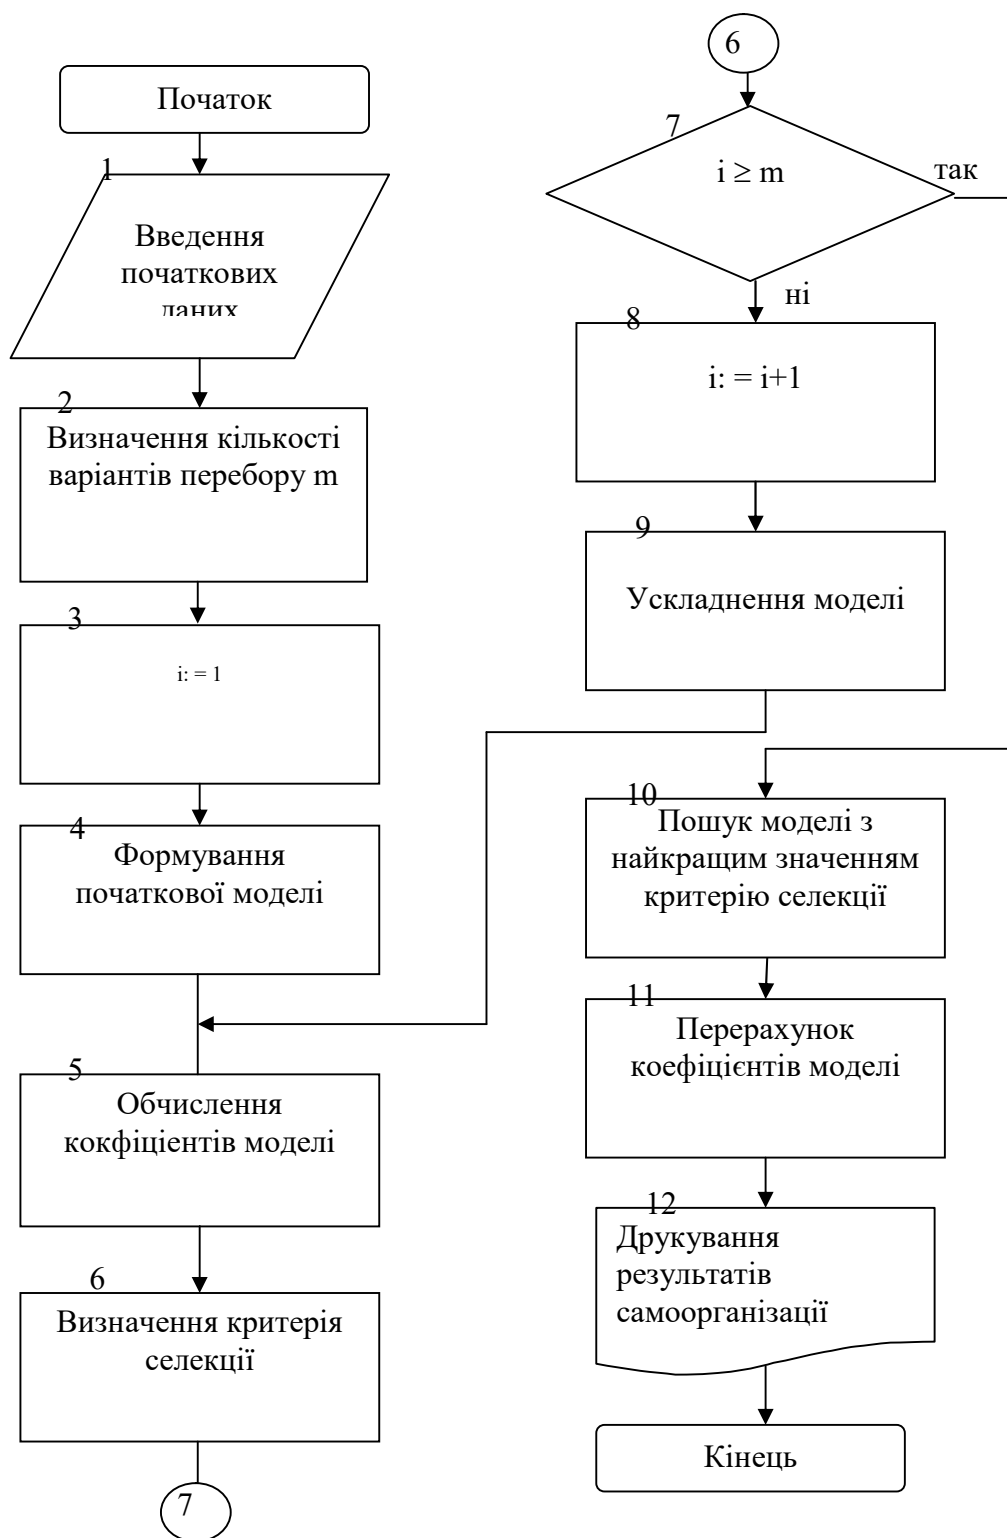 Початок
1
Введення
початкових
даних
2
Визначення кількості
варіантів перебору m
3
i: = 1
4
Формування
початкової моделі
5
Обчислення
кокфіціентів моделі
6
Визначення критерія
селекції
7
6
7
i ≥ m
так
ні
8
i: = i+1
9
Ускладнення моделі
10
Пошук моделі з
найкращим значенням
критерію селекції
11
Перерахунок
коефіцієнтів моделі
12
Друкування
результатів
самоорганізації
Кінець